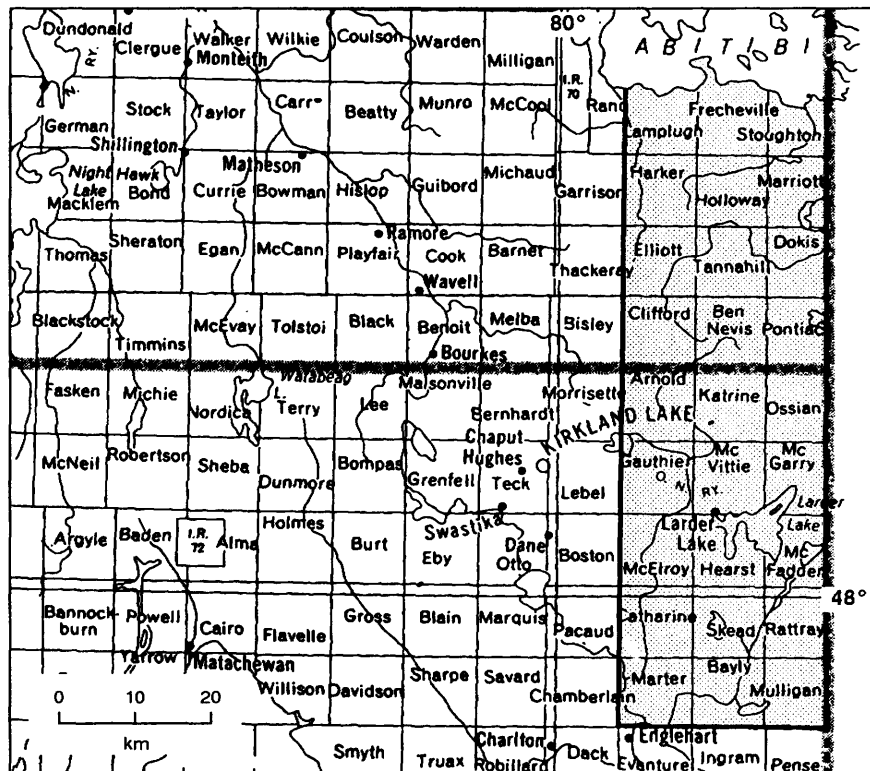 80°
Dundonald
Clergue
Walker
Wilkie
Coulson
Warden
Milligan
ABITIBI
Monteith
RY.
N.
I.R. 70
German
Stock
Taylor
Carr
Beatty
Munro
McCool
Rand
Lamplugh
Frecheville
Stoughton
Shillington
Matheson
Night Hawk Lake
Macklem
Bond
Currie
Bowman
Hislop
Guibord
Michaud
Garrison
Harker
Holloway
Marriott
Thomas
Sheraton
Egan
McCann
Playfair
Ramore
Cook
Barnet
Thackeray
Elliott
Tannahill
Dokis
Wavell
Blackstock
Timmins
McEvay
Tolstoi
Black
Benoit
Melba
Bisley
Clifford
Ben Nevis
Pontiac
Bourkes
Fasken
Michie
Nordica
Watabeag L.
Terry
Lee
Maisonville
Bernhardt
Morrisette
Arnold
Katrine
Ossian
KIRKLAND LAKE
McNeil
Robertson
Sheba
Dunmore
Bompas
Grenfell
Chaput Hughes
Teck
Lebel
Gauthier
Mc Vittie
Mc Garry
O. N. RY.
Swastika
Larder Lake
Larder Lake
Argyle
Baden
I.R. 72
Alma
Holmes
Burt
Eby
Dane
Otto
Boston
McElroy
Hearst
Mc Fadden
48°
Bannockburn
Powell
Cairo
Flavelle
Gross
Blain
Marquis
Pacaud
Catharine
Skead
Rattray
Yarrow
Matachewan
Willison
Davidson
Sharpe
Savard
Chamberlain
Marter
Bayly
Mulligan
0 10 20
km
Smyth
Truax
Charlton
Robillard
Dack
Englehart
Evanturel
Ingram
Pense